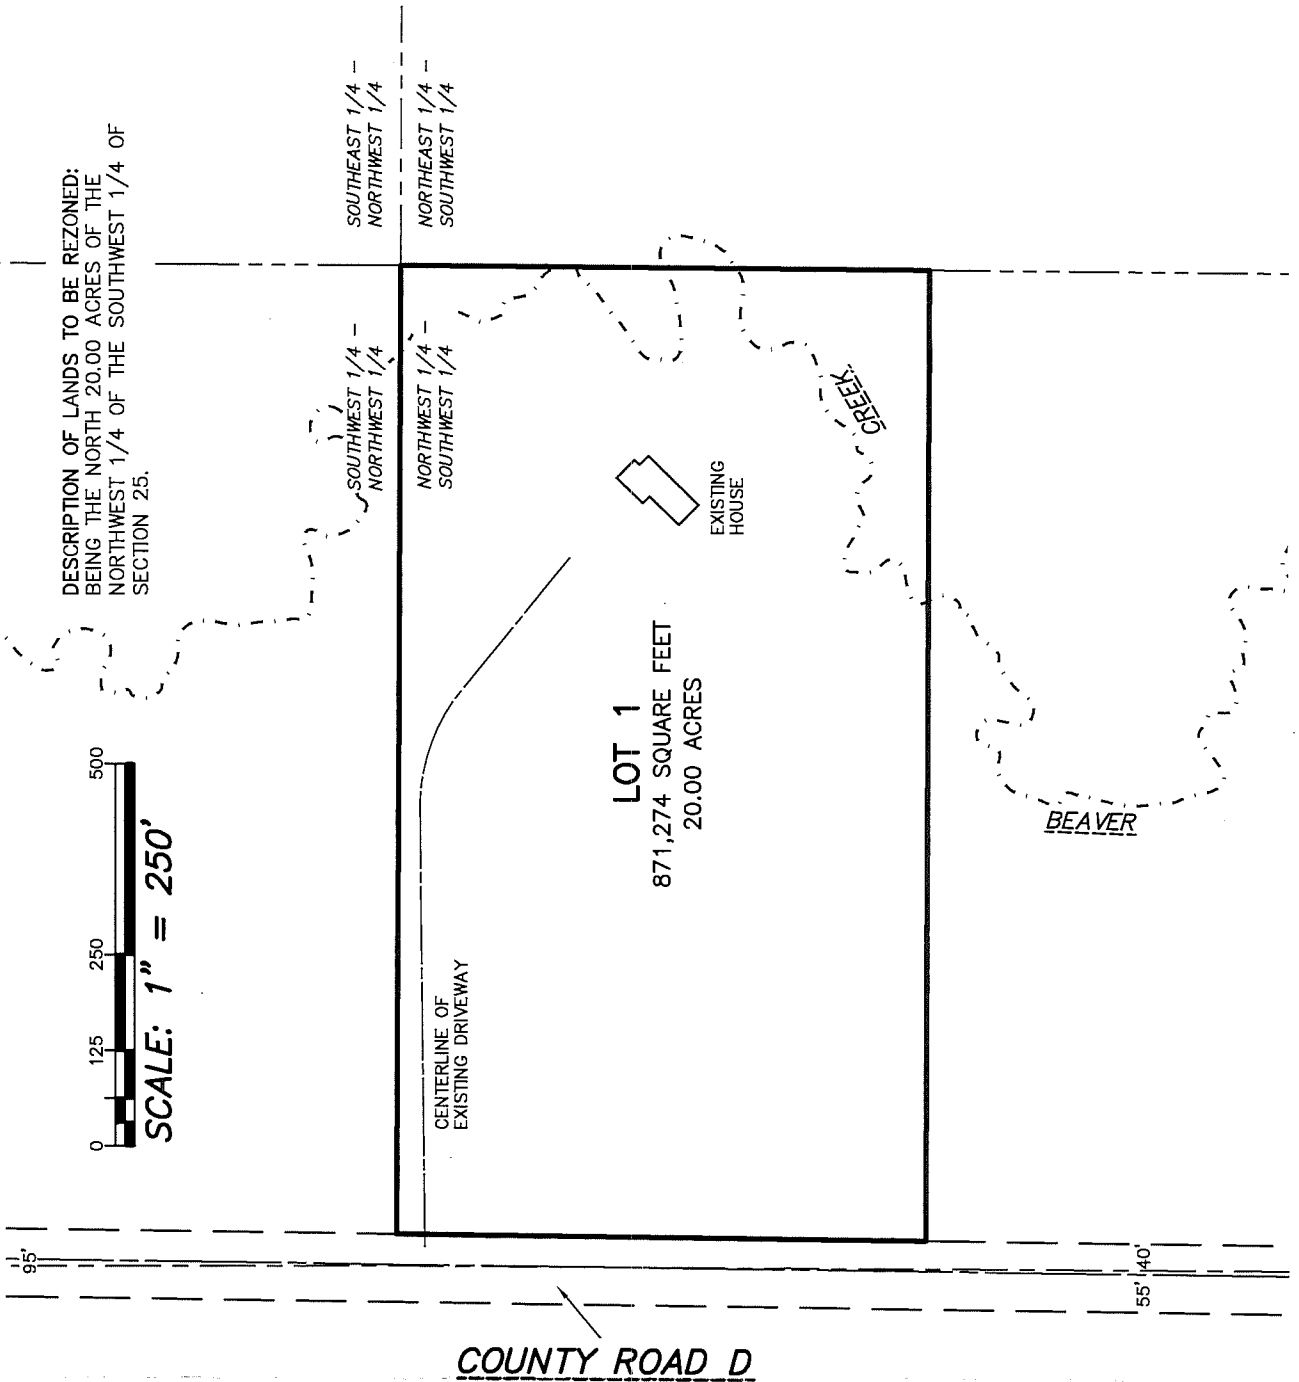 DESCRIPTION OF LANDS TO BE REZONED:
BEING THE NORTH 20.00 ACRES OF THE
NORTHWEST 1/4 OF THE SOUTHWEST 1/4 OF
SECTION 25.
0
125
250
500
SCALE: 1" = 250'
SOUTHEAST 1/4 -
NORTHWEST 1/4
NORTHEAST 1/4 -
SOUTHWEST 1/4
SOUTHWEST 1/4 -
NORTHWEST 1/4
NORTHWEST 1/4 -
SOUTHWEST 1/4
CENTERLINE OF
EXISTING DRIVEWAY
LOT 1
871,274 SQUARE FEET
20.00 ACRES
EXISTING
HOUSE
CREEK
BEAVER
95'
55'
40'
COUNTY ROAD D